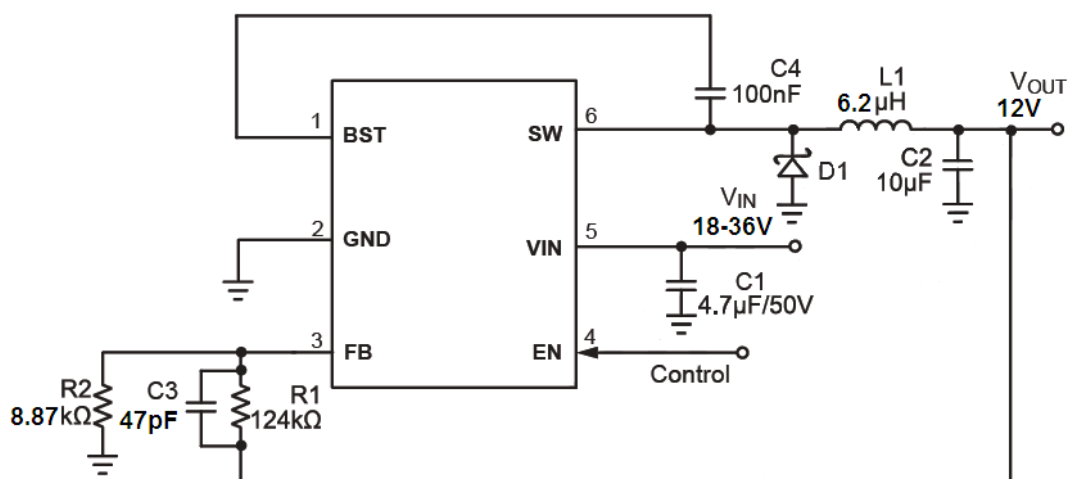 C4
100nF
L1
6.2µH
VOUT
12V
1
BST
SW
6
C2
10µF
D1
VIN
18-36V
2
GND
VIN
5
C1
4.7µF/50V
3
FB
EN
4
Control
R2
8.87kΩ
C3
47pF
R1
124kΩ